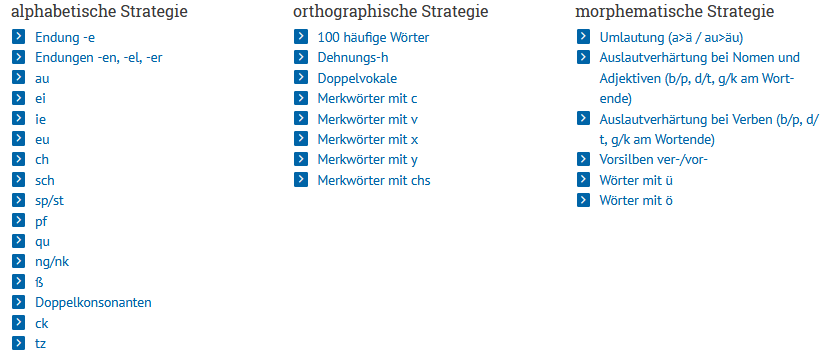 alphabetische Strategie
Endung -e
Endungen -en, -el, -er
au
ei
ie
eu
ch
sch
sp/st
pf
qu
ng/nk
ß
Doppelkonsonanten
ck
tz
orthographische Strategie
100 häufige Wörter
Dehnungs-h
Doppelvokale
Merkwörter mit c
Merkwörter mit v
Merkwörter mit x
Merkwörter mit y
Merkwörter mit chs
morphematische Strategie
Umlautung (a>ä / au>äu)
Auslautverhärtung bei Nomen und
Adjektiven (b/p, d/t, g/k am Wort-
ende)
Auslautverhärtung bei Verben (b/p, d/
t, g/k am Wortende)
Vorsilben ver-/vor-
Wörter mit ü
Wörter mit ö